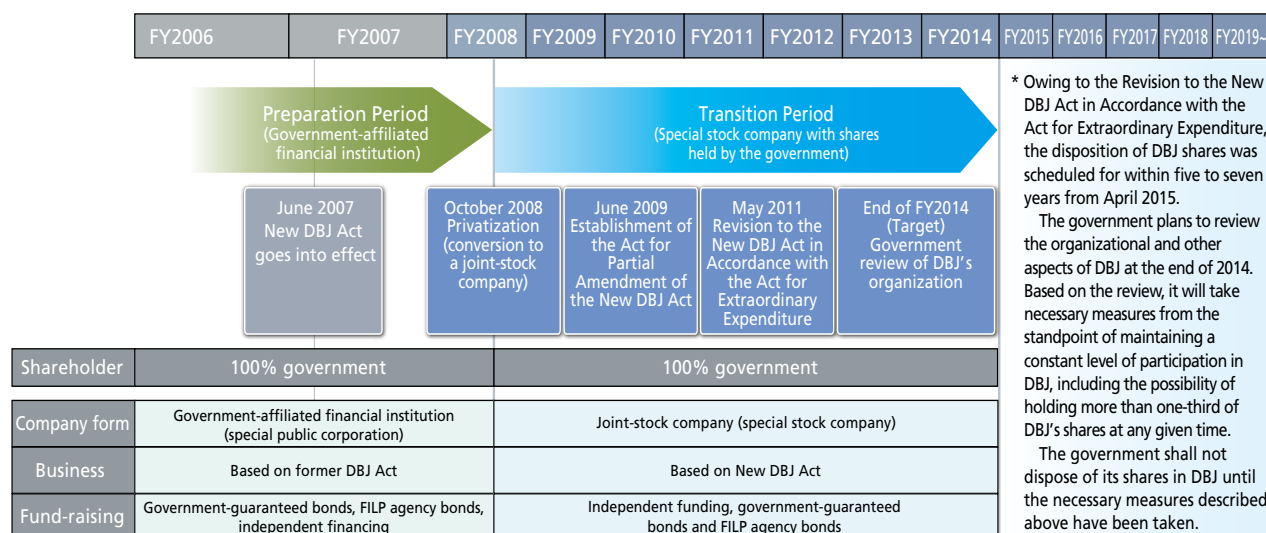 FY2006 FY2007 FY2008 FY2009 FY2010 FY2011 FY2012 FY2013 FY2014 FY2015 FY2016 FY2017 FY2018 FY2019~
Preparation Period
(Government-affiliated
financial institution)
Transition Period
(Special stock company with shares
held by the government)
June 2007
New DBJ Act
goes into effect
October 2008
Privatization
(conversion to
a joint-stock
company)
June 2009
Establishment of
the Act for
Partial
Amendment of
the New DBJ Act
May 2011
Revision to the
New DBJ Act in
Accordance with
the Act for
Extraordinary
Expenditure
End of FY2014
(Target)
Government
review of DBJ's
organization
* Owing to the Revision to the New
DBJ Act in Accordance with the
Act for Extraordinary Expenditure,
the disposition of DBJ shares was
scheduled for within five to seven
years from April 2015.
The government plans to review
the organizational and other
aspects of DBJ at the end of 2014.
Based on the review, it will take
necessary measures from the
standpoint of maintaining a
constant level of participation in
DBJ, including the possibility of
holding more than one-third of
DBJ's shares at any given time.
The government shall not
dispose of its shares in DBJ until
the necessary measures described
above have been taken.
Shareholder 100% government 100% government
Company form
Government-affiliated financial institution
(special public corporation)
Joint-stock company (special stock company)
Business Based on former DBJ Act Based on New DBJ Act
Fund-raising
Government-guaranteed bonds, FILP agency bonds,
independent financing
Independent funding, government-guaranteed
bonds and FILP agency bonds